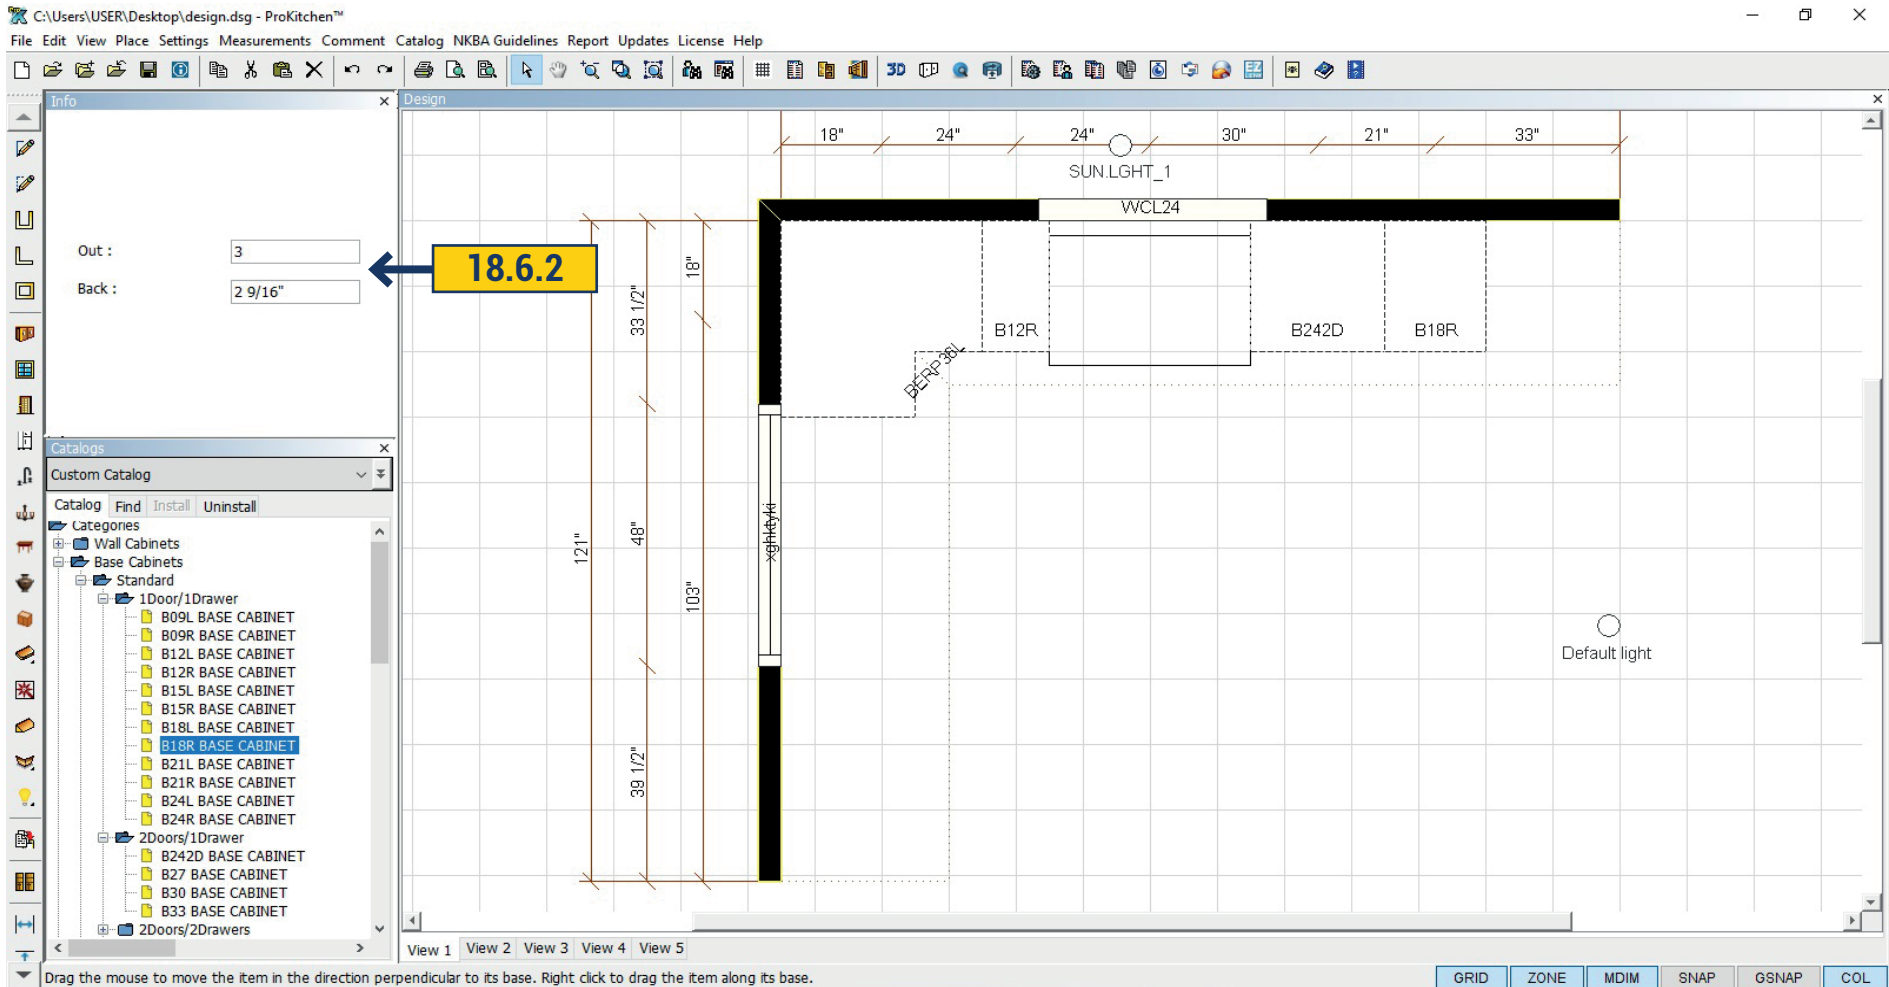 C:\Users\USER\Desktop\design.dsg - ProKitchen™
File Edit View Place Settings Measurements Comment Catalog NKBA Guidelines Report Updates License Help
3D
EZ
Info
Out : 3
Back : 2 9/16"
18.6.2
Catalogs
Custom Catalog
Catalog Find Install Uninstall
Categories
Wall Cabinets
Base Cabinets
Standard
1Door/1Drawer
B09L BASE CABINET
B09R BASE CABINET
B12L BASE CABINET
B12R BASE CABINET
B15L BASE CABINET
B15R BASE CABINET
B18L BASE CABINET
B18R BASE CABINET
B21L BASE CABINET
B21R BASE CABINET
B24L BASE CABINET
B24R BASE CABINET
2Doors/1Drawer
B242D BASE CABINET
B27 BASE CABINET
B30 BASE CABINET
B33 BASE CABINET
2Doors/2Drawers
Design
18" 24" 24" 30" 21" 33"
SUN.LGHT_1
WCL24
18"
33 1/2"
B12R B242D B18R
BERP36L
121"
48"
xghktyki
103"
39 1/2"
Default light
View 1 View 2 View 3 View 4 View 5
Drag the mouse to move the item in the direction perpendicular to its base. Right click to drag the item along its base.
GRID ZONE MDIM SNAP GSNAP COL